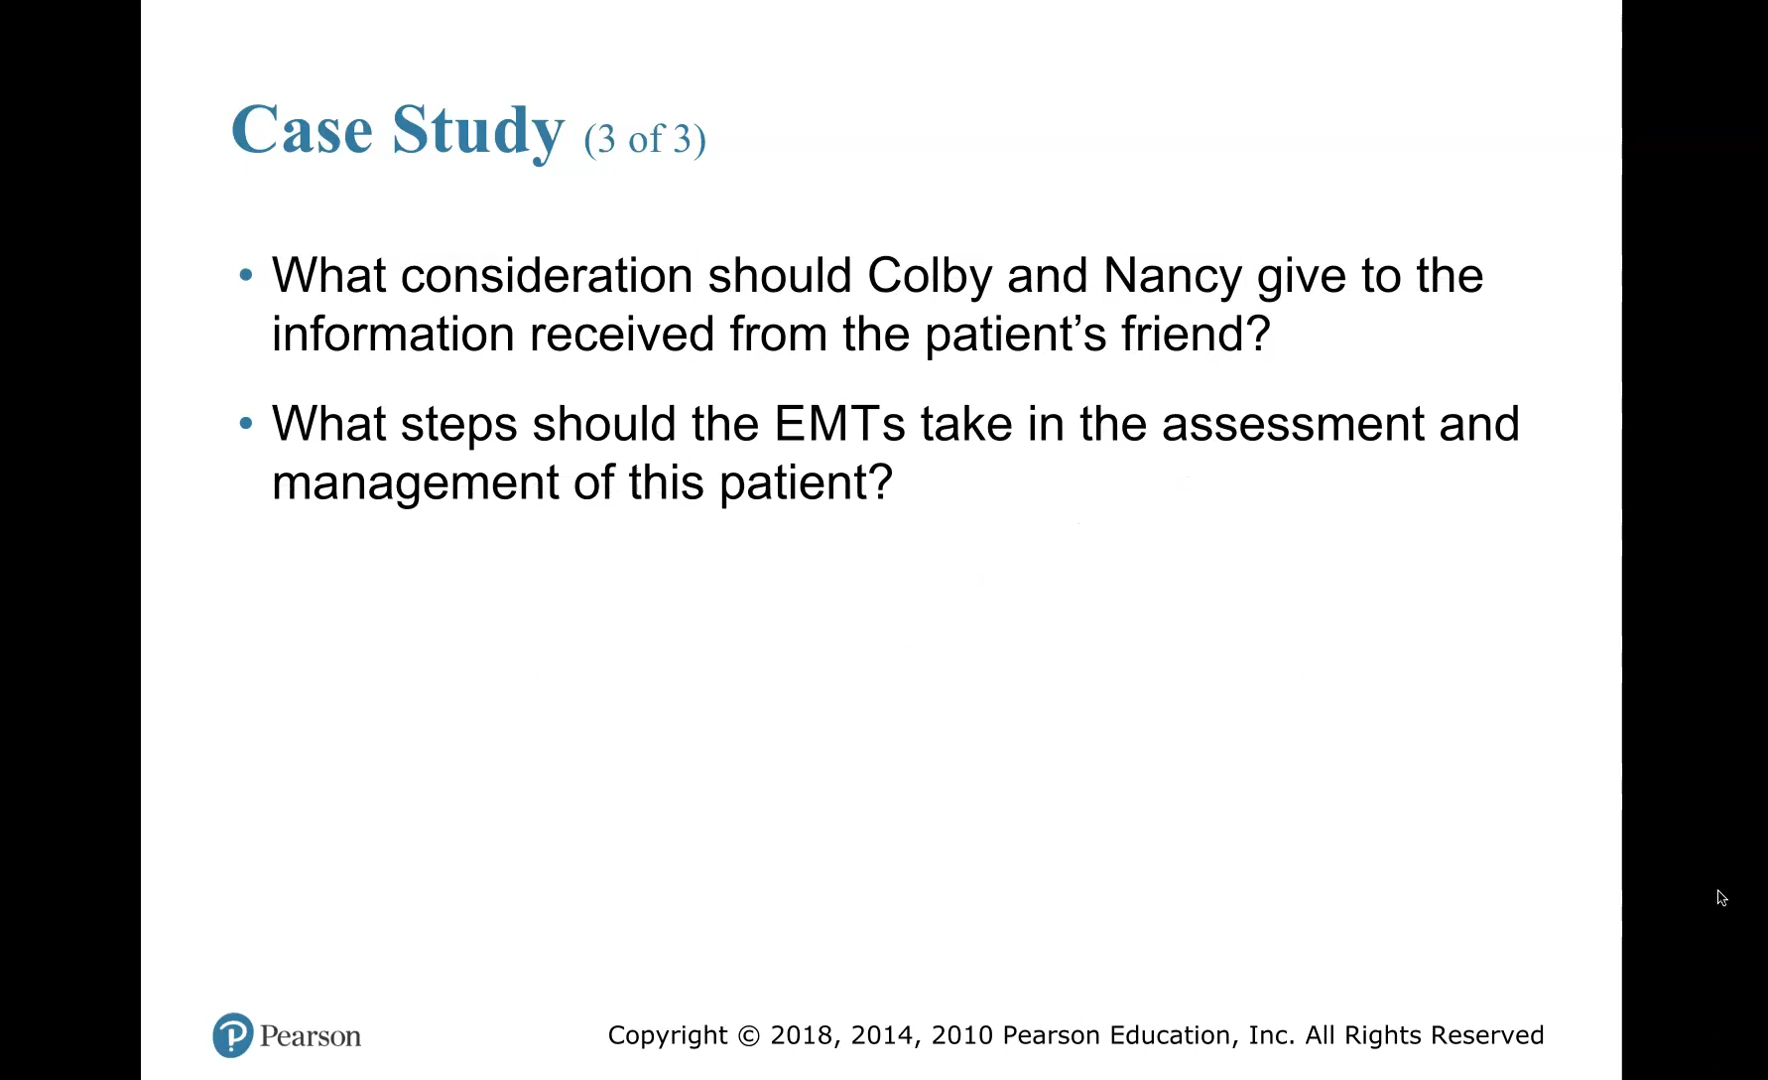 Case Study (3 of 3)
• What consideration should Colby and Nancy give to the
information received from the patient’s friend?
• What steps should the EMTs take in the assessment and
management of this patient?
Pearson
Copyright © 2018, 2014, 2010 Pearson Education, Inc. All Rights Reserved